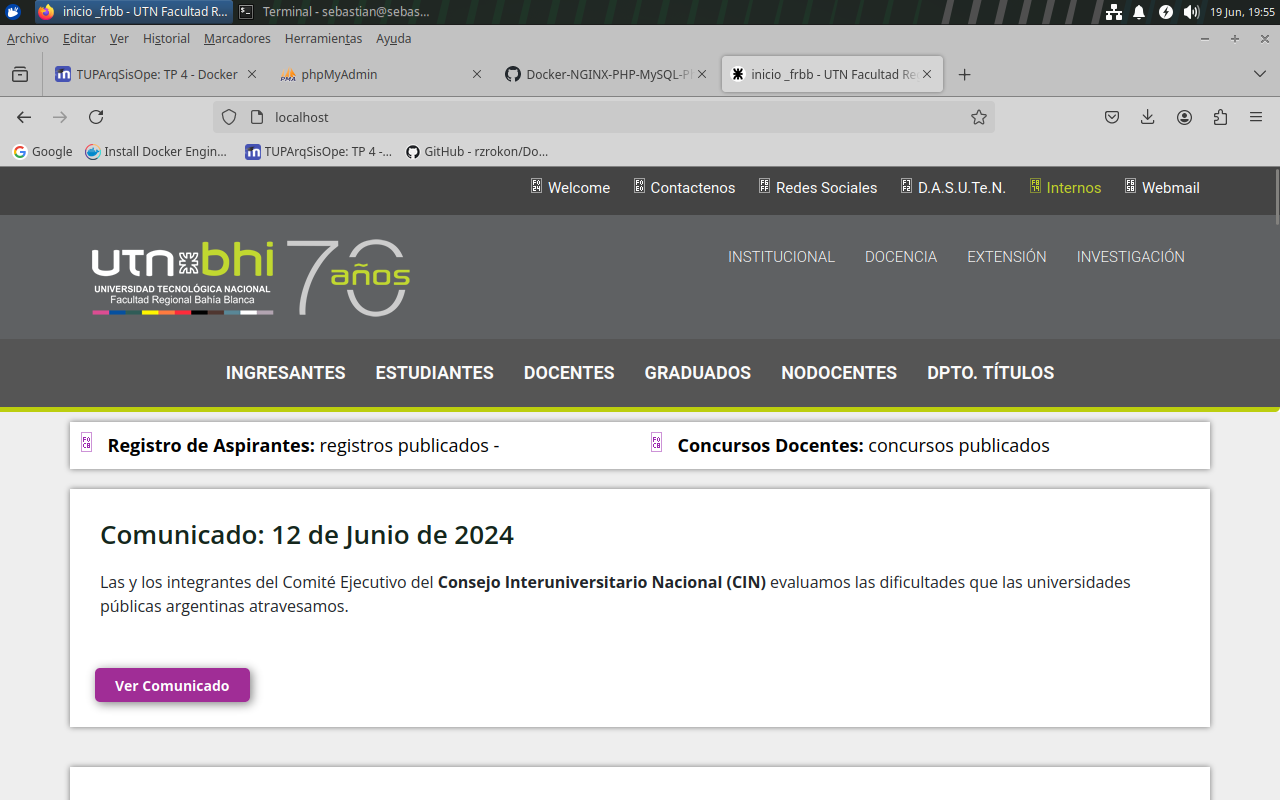 inicio _frbb - UTN Facultad R...
Terminal - sebastian@sebas...
19 Jun, 19:55
Archivo Editar Ver Historial Marcadores Herramientas Ayuda
TUPArqSisOpe: TP 4 - Docker
phpMyAdmin
Docker-NGINX-PHP-MySQL-P
inicio _frbb - UTN Facultad Re
localhost
Google
Install Docker Engin...
TUPArqSisOpe: TP 4 -...
GitHub - rzrokon/Do...
Welcome Contactenos Redes Sociales D.A.S.U.Te.N. Internos Webmail
utn bhi 70 años
UNIVERSIDAD TECNOLÓGICA NACIONAL
Facultad Regional Bahía Blanca
INSTITUCIONAL DOCENCIA EXTENSIÓN INVESTIGACIÓN
INGRESANTES ESTUDIANTES DOCENTES GRADUADOS NODOCENTES DPTO. TÍTULOS
Registro de Aspirantes: registros publicados -
Concursos Docentes: concursos publicados
Comunicado: 12 de Junio de 2024
Las y los integrantes del Comité Ejecutivo del Consejo Interuniversitario Nacional (CIN) evaluamos las dificultades que las universidades
públicas argentinas atravesamos.
Ver Comunicado